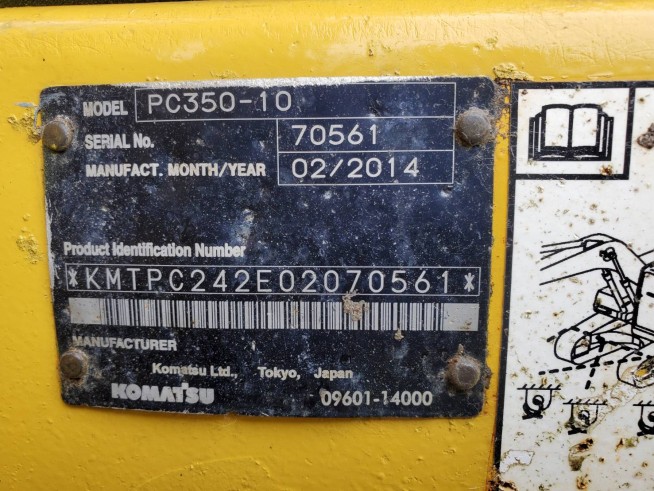 MODEL PC350-10
SERIAL No. 70561
MANUFACT. MONTH/YEAR 02/2014
Product Identification Number
*KMTPC242E02070561*
MANUFACTURER
Komatsu Ltd., Tokyo, Japan
KOMATSU 09601-14000